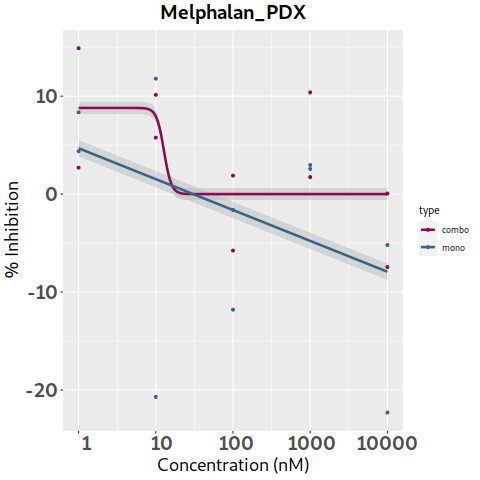 Melphalan_PDX
% Inhibition
10
0
-10
-20
1 10 100 1000 10000
Concentration (nM)
type
combo
mono